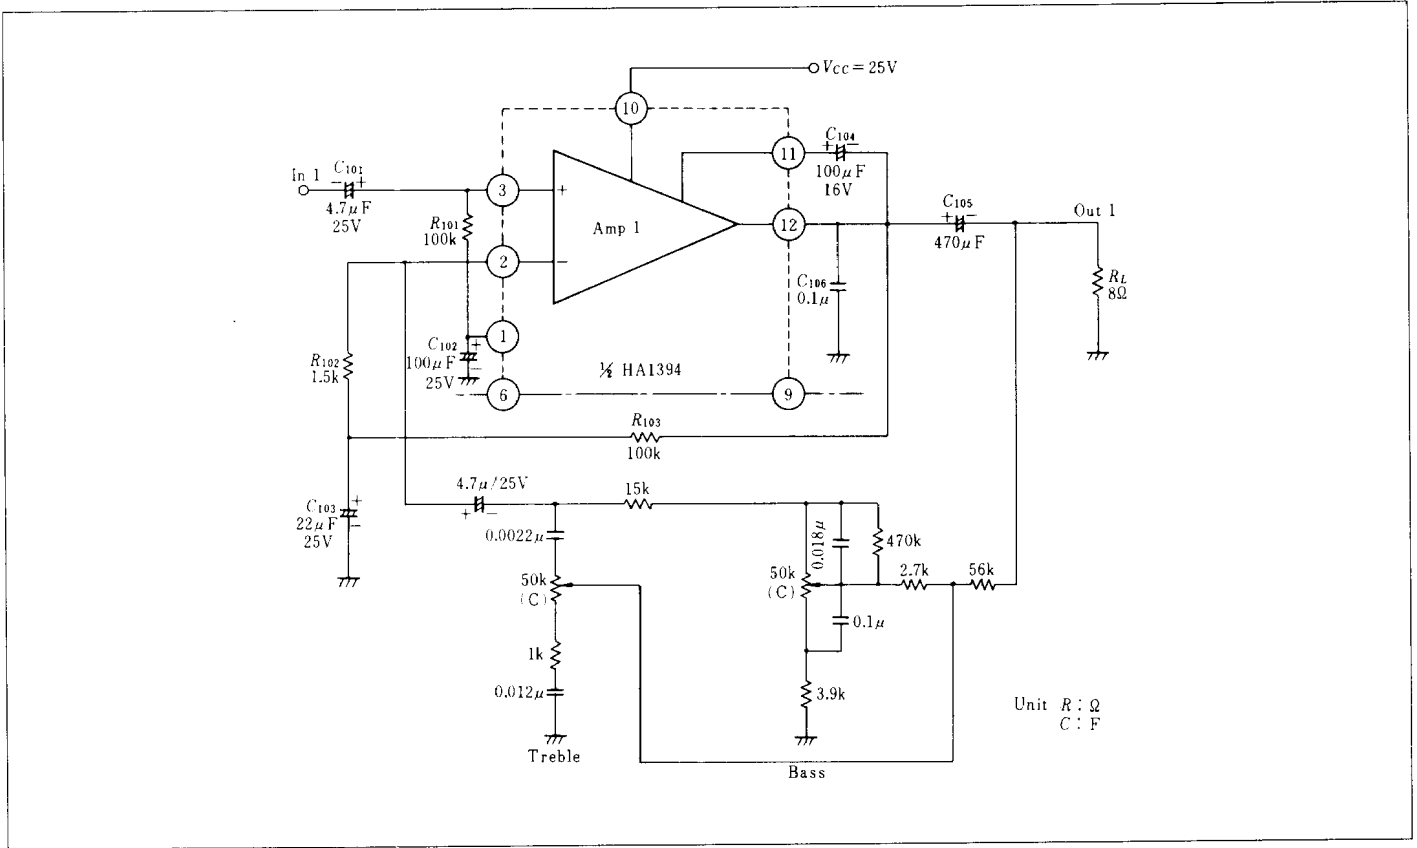 VCC = 25V
10
C104
+ −
11
100μF
16V
In 1
C101
− +
4.7μF
25V
3
+
R101
100k
Amp 1
12
C105
+ −
470μF
Out 1
2
−
C106
0.1μ
RL
8Ω
1
C102
100μF
25V
+
−
R102
1.5k
½ HA1394
6
9
R103
100k
4.7μ/25V
+ −
15k
C103
22μF
25V
+
−
0.0022μ
0.018μ
470k
50k
(C)
50k
(C)
2.7k
56k
0.1μ
1k
0.012μ
3.9k
Unit R : Ω
C : F
Treble
Bass